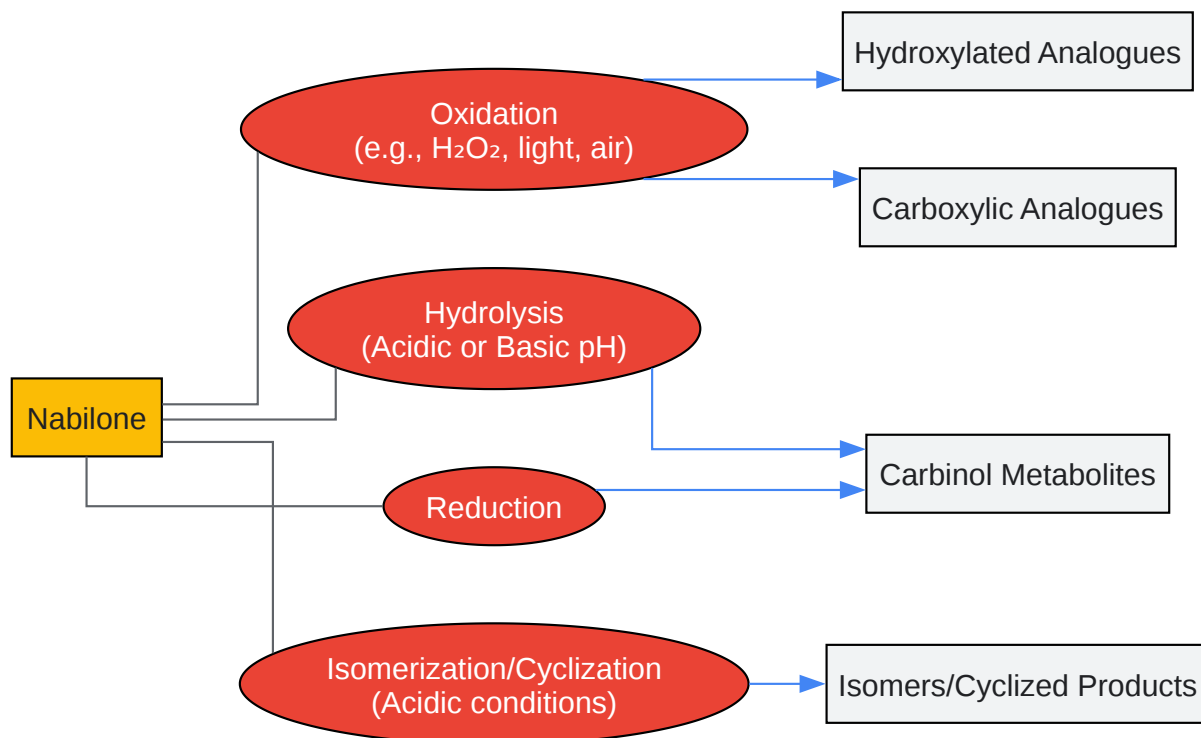 Nabilone
Oxidation
(e.g., H₂O₂, light, air)
Hydrolysis
(Acidic or Basic pH)
Reduction
Isomerization/Cyclization
(Acidic conditions)
Hydroxylated Analogues
Carboxylic Analogues
Carbinol Metabolites
Isomers/Cyclized Products